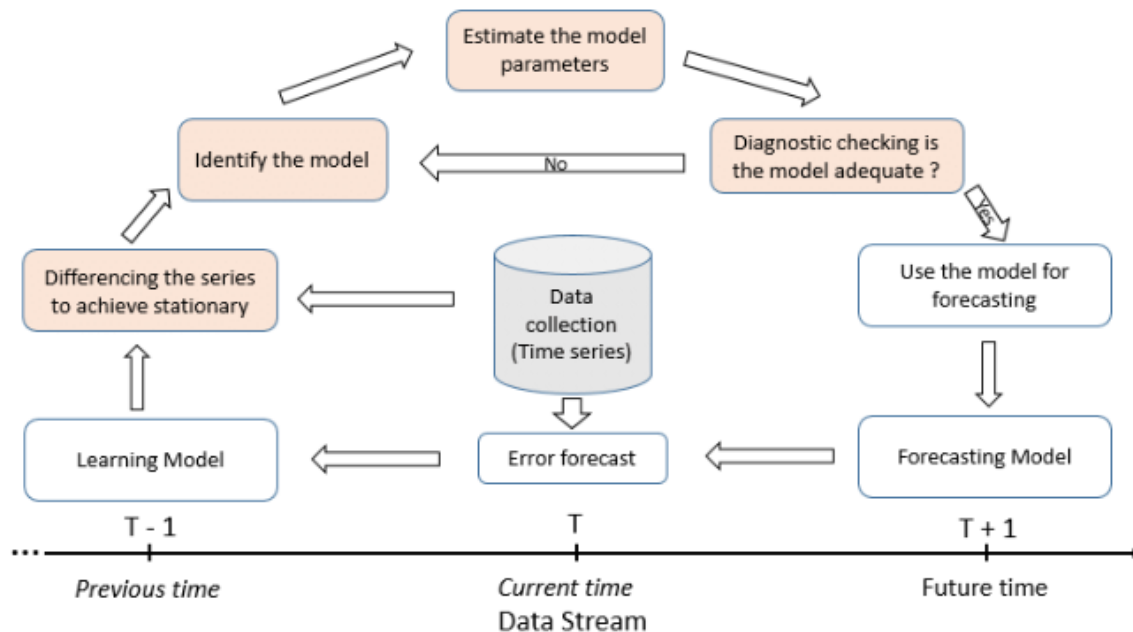 Estimate the model
parameters
Identify the model
No
Diagnostic checking is
the model adequate ?
Yes
Differencing the series
to achieve stationary
Data
collection
(Time series)
Use the model for
forecasting
Learning Model
Error forecast
Forecasting Model
T - 1
T
T + 1
...
Previous time
Current time
Future time
Data Stream